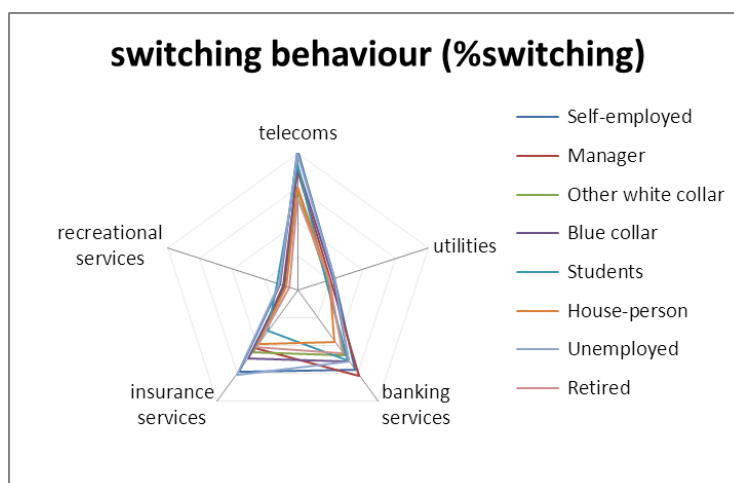 switching behaviour (%switching)
telecoms
utilities
banking
services
insurance
services
recreational
services
Self-employed
Manager
Other white collar
Blue collar
Students
House-person
Unemployed
Retired